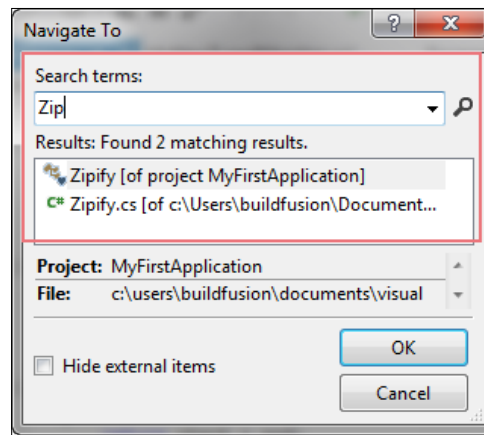 Navigate To
?
Search terms:
Zip
Results: Found 2 matching results.
Zipify [of project MyFirstApplication]
C# Zipify.cs [of c:\Users\buildfusion\Document...
Project: MyFirstApplication
File: c:\users\buildfusion\documents\visual
OK
Hide external items
Cancel